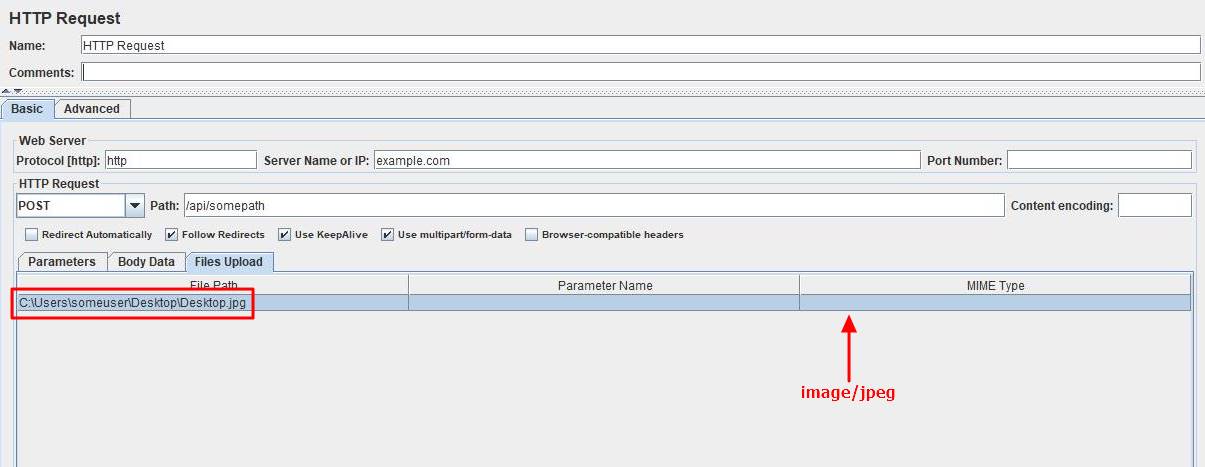 HTTP Request
Name: HTTP Request
Comments:
Basic Advanced
Web Server
Protocol [http]: http Server Name or IP: example.com Port Number:
HTTP Request
POST Path: /api/somepath Content encoding:
Redirect Automatically Follow Redirects Use KeepAlive Use multipart/form-data Browser-compatible headers
Parameters Body Data Files Upload
File Path Parameter Name MIME Type
C:\Users\someuser\Desktop\Desktop.jpg
image/jpeg